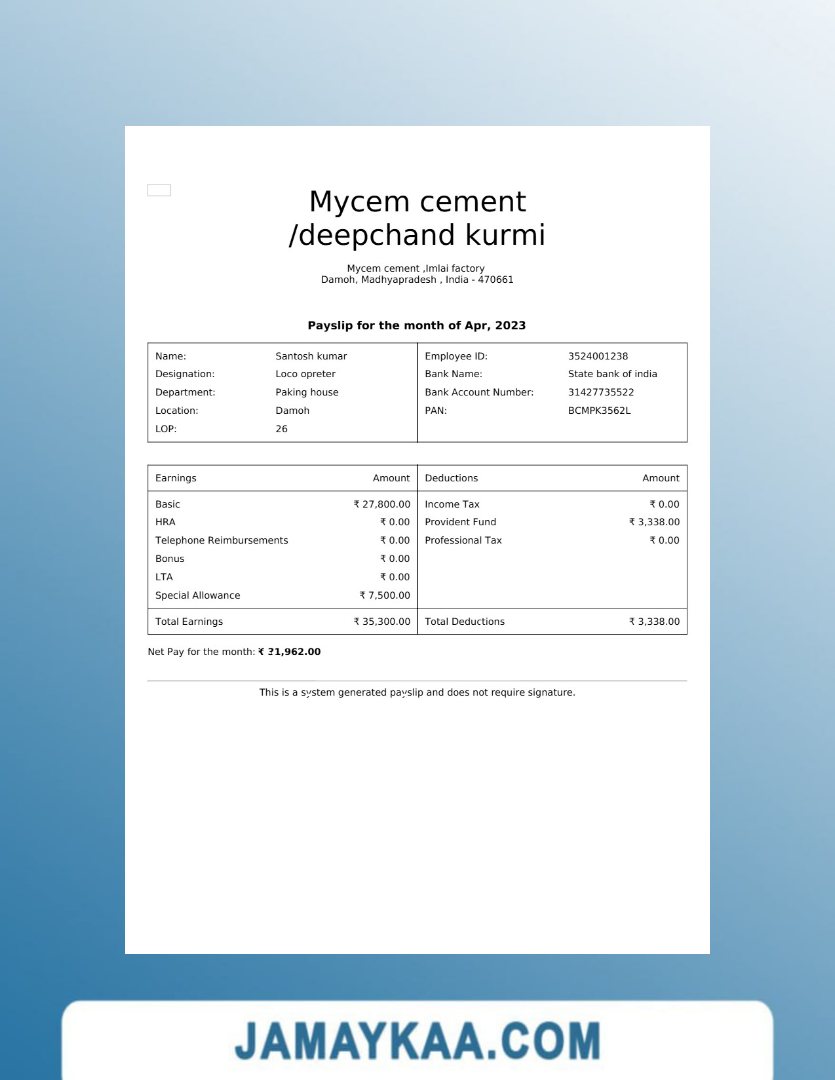 Mycem cement
/deepchand kurmi
Mycem cement ,Imlai factory
Damoh, Madhyapradesh , India - 470661
Payslip for the month of Apr, 2023
Name: Santosh kumar Employee ID: 3524001238
Designation: Loco opreter Bank Name: State bank of india
Department: Paking house Bank Account Number: 31427735522
Location: Damoh PAN: BCMPK3562L
LOP: 26
Earnings Amount Deductions Amount
Basic ₹ 27,800.00 Income Tax ₹ 0.00
HRA ₹ 0.00 Provident Fund ₹ 3,338.00
Telephone Reimbursements ₹ 0.00 Professional Tax ₹ 0.00
Bonus ₹ 0.00
LTA ₹ 0.00
Special Allowance ₹ 7,500.00
Total Earnings ₹ 35,300.00 Total Deductions ₹ 3,338.00
Net Pay for the month: ₹ 31,962.00
This is a system generated payslip and does not require signature.
JAMAYKAA.COM